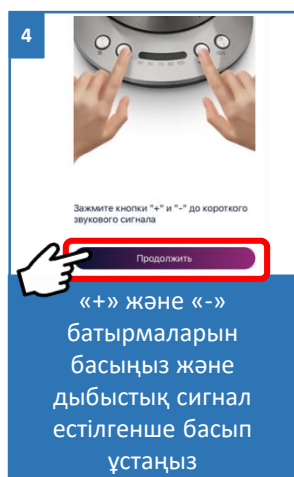 4
Зажмите кнопки "+" и "-" до короткого
звукового сигнала
Продолжить
«+» және «-»
батырмаларын
басыңыз және
дыбыстық сигнал
естілгенше басып
ұстаңыз